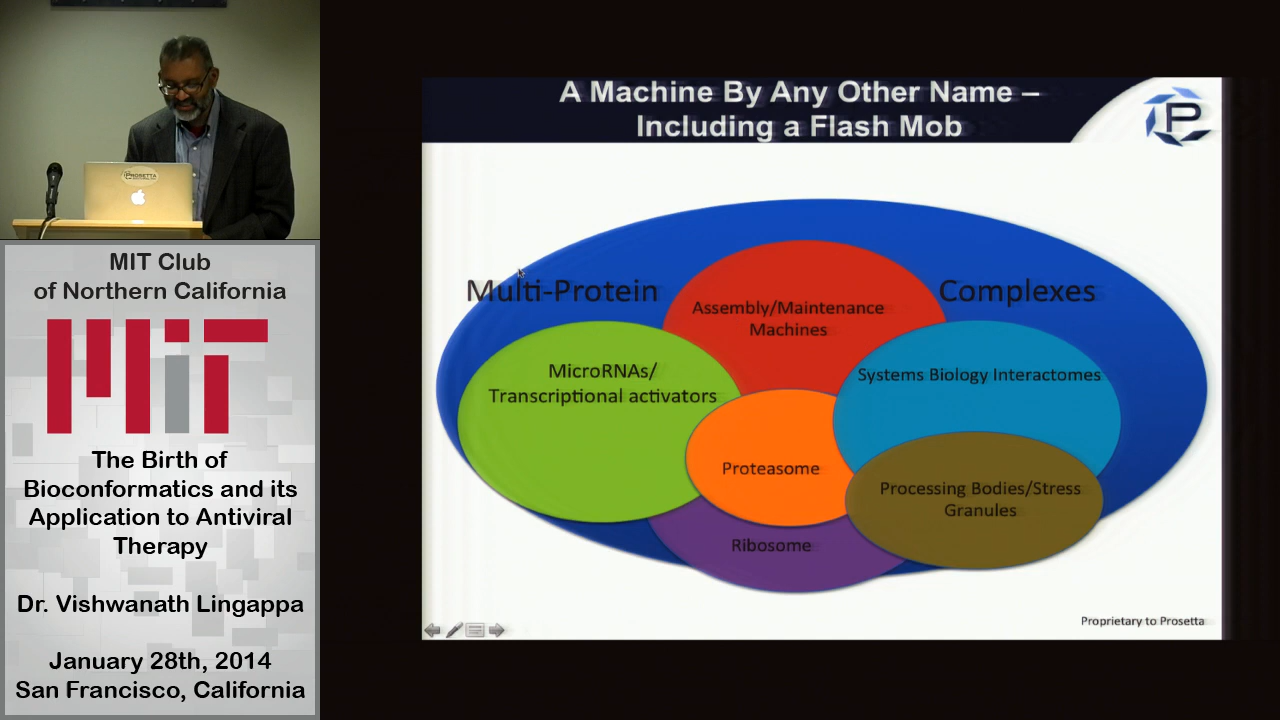 PROSETTA
MIT Club
of Northern California
MIT
The Birth of
Bioconformatics and its
Application to Antiviral
Therapy
Dr. Vishwanath Lingappa
January 28th, 2014
San Francisco, California
A Machine By Any Other Name –
Including a Flash Mob
P
Multi-Protein
Complexes
Assembly/Maintenance
Machines
MicroRNAs/
Transcriptional activators
Systems Biology Interactomes
Proteasome
Processing Bodies/Stress
Granules
Ribosome
Proprietary to Prosetta